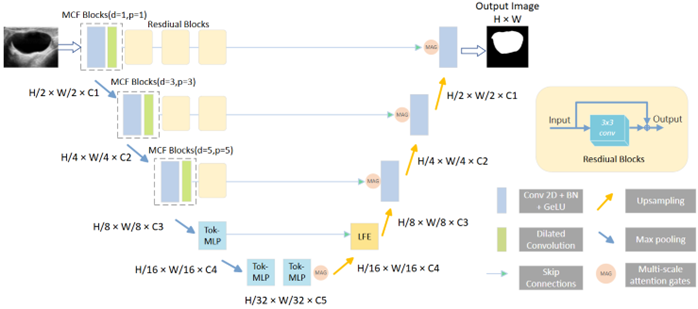 MCF Blocks(d=1,p=1)
Resdiual Blocks
Output Image
H × W
MAG
H/2 × W/2 × C1
H/2 × W/2 × C1
MCF Blocks(d=3,p=3)
MAG
H/4 × W/4 × C2
H/4 × W/4 × C2
MCF Blocks(d=5,p=5)
MAG
H/8 × W/8 × C3
H/8 × W/8 × C3
Tok-
MLP
LFE
H/16 × W/16 × C4
H/16 × W/16 × C4
Tok-
MLP
Tok-
MLP
MAG
H/32 × W/32 × C5
Input
3x3
conv
Output
Resdiual Blocks
Conv 2D + BN
+ GeLU
Upsampling
Dilated
Convolution
Max pooling
Skip
Connections
MAG
Multi-scale
attention gates